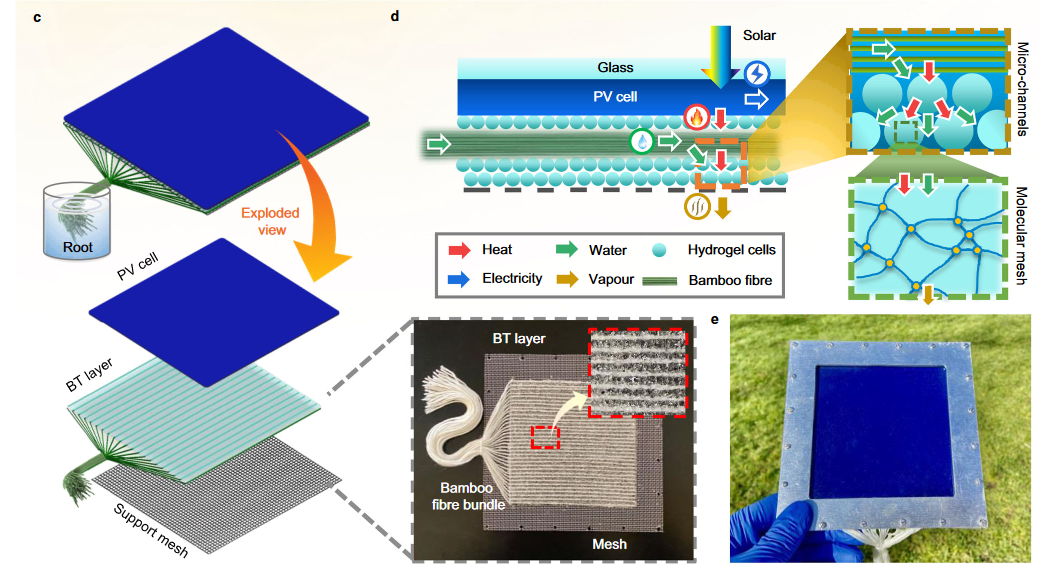 c
Root
Exploded
view
PV cell
BT layer
Support mesh
d
Solar
Glass
PV cell
Micro-channels
Molecular mesh
Heat
Water
Hydrogel cells
Electricity
Vapour
Bamboo fibre
BT layer
Bamboo
fibre bundle
Mesh
e